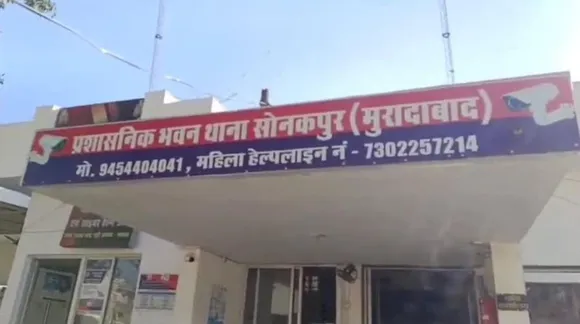 प्रशासनिक भवन थाना सोनकपुर (मुरादाबाद)
मो. 9454404041, महिला हेल्पलाइन नं - 7302257214